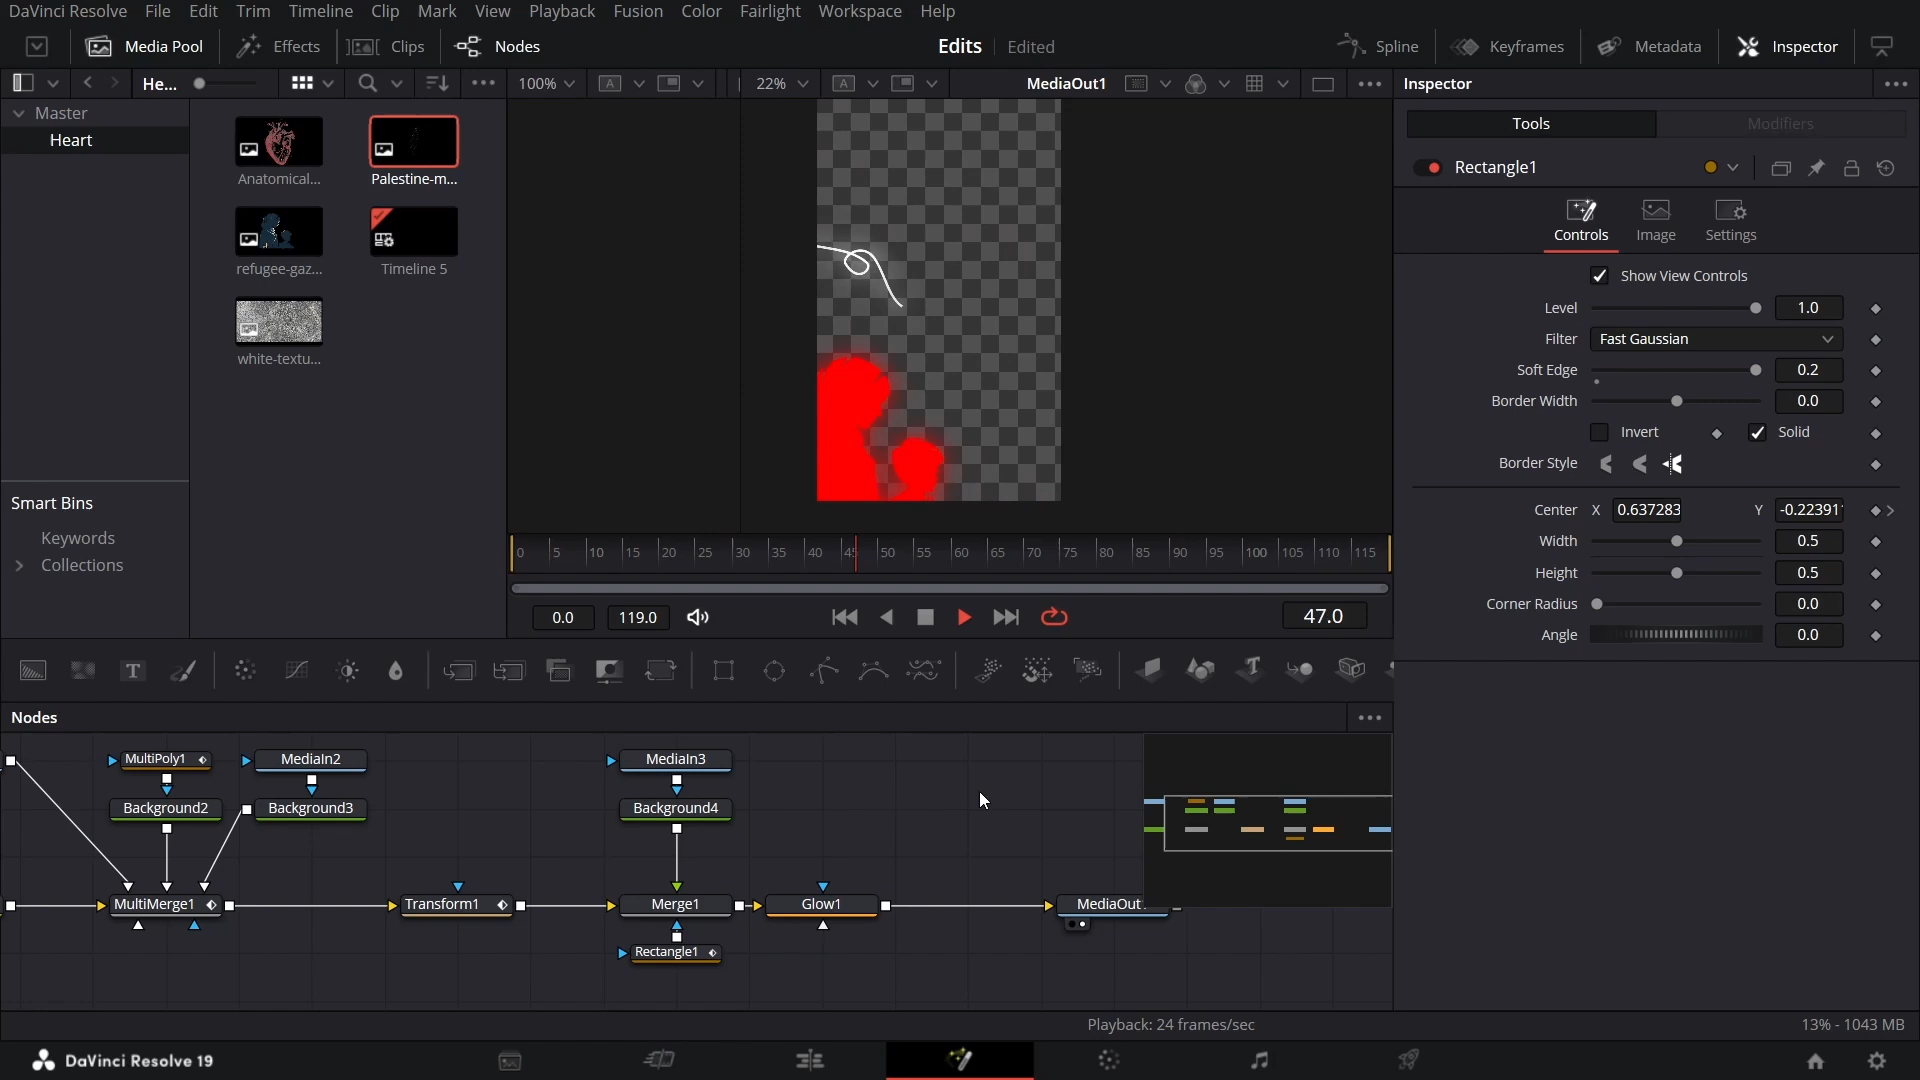 DaVinci Resolve File Edit Trim Timeline Clip Mark View Playback Fusion Color Fairlight Workspace Help
Media Pool Effects Clips Nodes Edits Edited Spline Keyframes Metadata Inspector
He... 100% 22% MediaOut1 Inspector
Master
Heart
Anatomical...
Palestine-m...
refugee-gaz...
Timeline 5
white-textu...
Smart Bins
Keywords
Collections
0 5 10 15 20 25 30 35 40 45 50 55 60 65 70 75 80 85 90 95 100 105 110 115
0.0 119.0 47.0
Tools Modifiers
Rectangle1
Controls Image Settings
Show View Controls
Level 1.0
Filter Fast Gaussian
Soft Edge 0.2
Border Width 0.0
Invert Solid
Border Style
Center X 0.637283 Y -0.223911
Width 0.5
Height 0.5
Corner Radius 0.0
Angle 0.0
T
Nodes
MultiPoly1 MediaIn2 MediaIn3
Background2 Background3 Background4
MultiMerge1 Transform1 Merge1 Glow1 MediaOut1
Rectangle1
Playback: 24 frames/sec 13% - 1043 MB
DaVinci Resolve 19